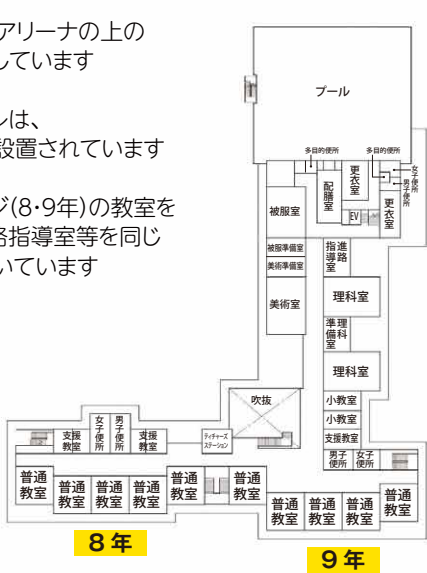 アリーナの上の
しています
ルは、
設置されています
ジ(8・9年)の教室を
路指導室等を同じ
いています
プール
多目的便所
多目的便所
女子便所
男子便所
更衣室
配膳室
更衣室
EV
被服室
被服準備室
美術準備室
美術室
進路指導室
理科室
理科準備室
理科室
吹抜
小教室
小教室
支援教室
男子便所
女子便所
ティーチャーズ
ステーション
支援教室
女子便所
男子便所
支援教室
普通教室
普通教室
普通教室
普通教室
普通教室
普通教室
普通教室
普通教室
普通教室
普通教室
8年
9年